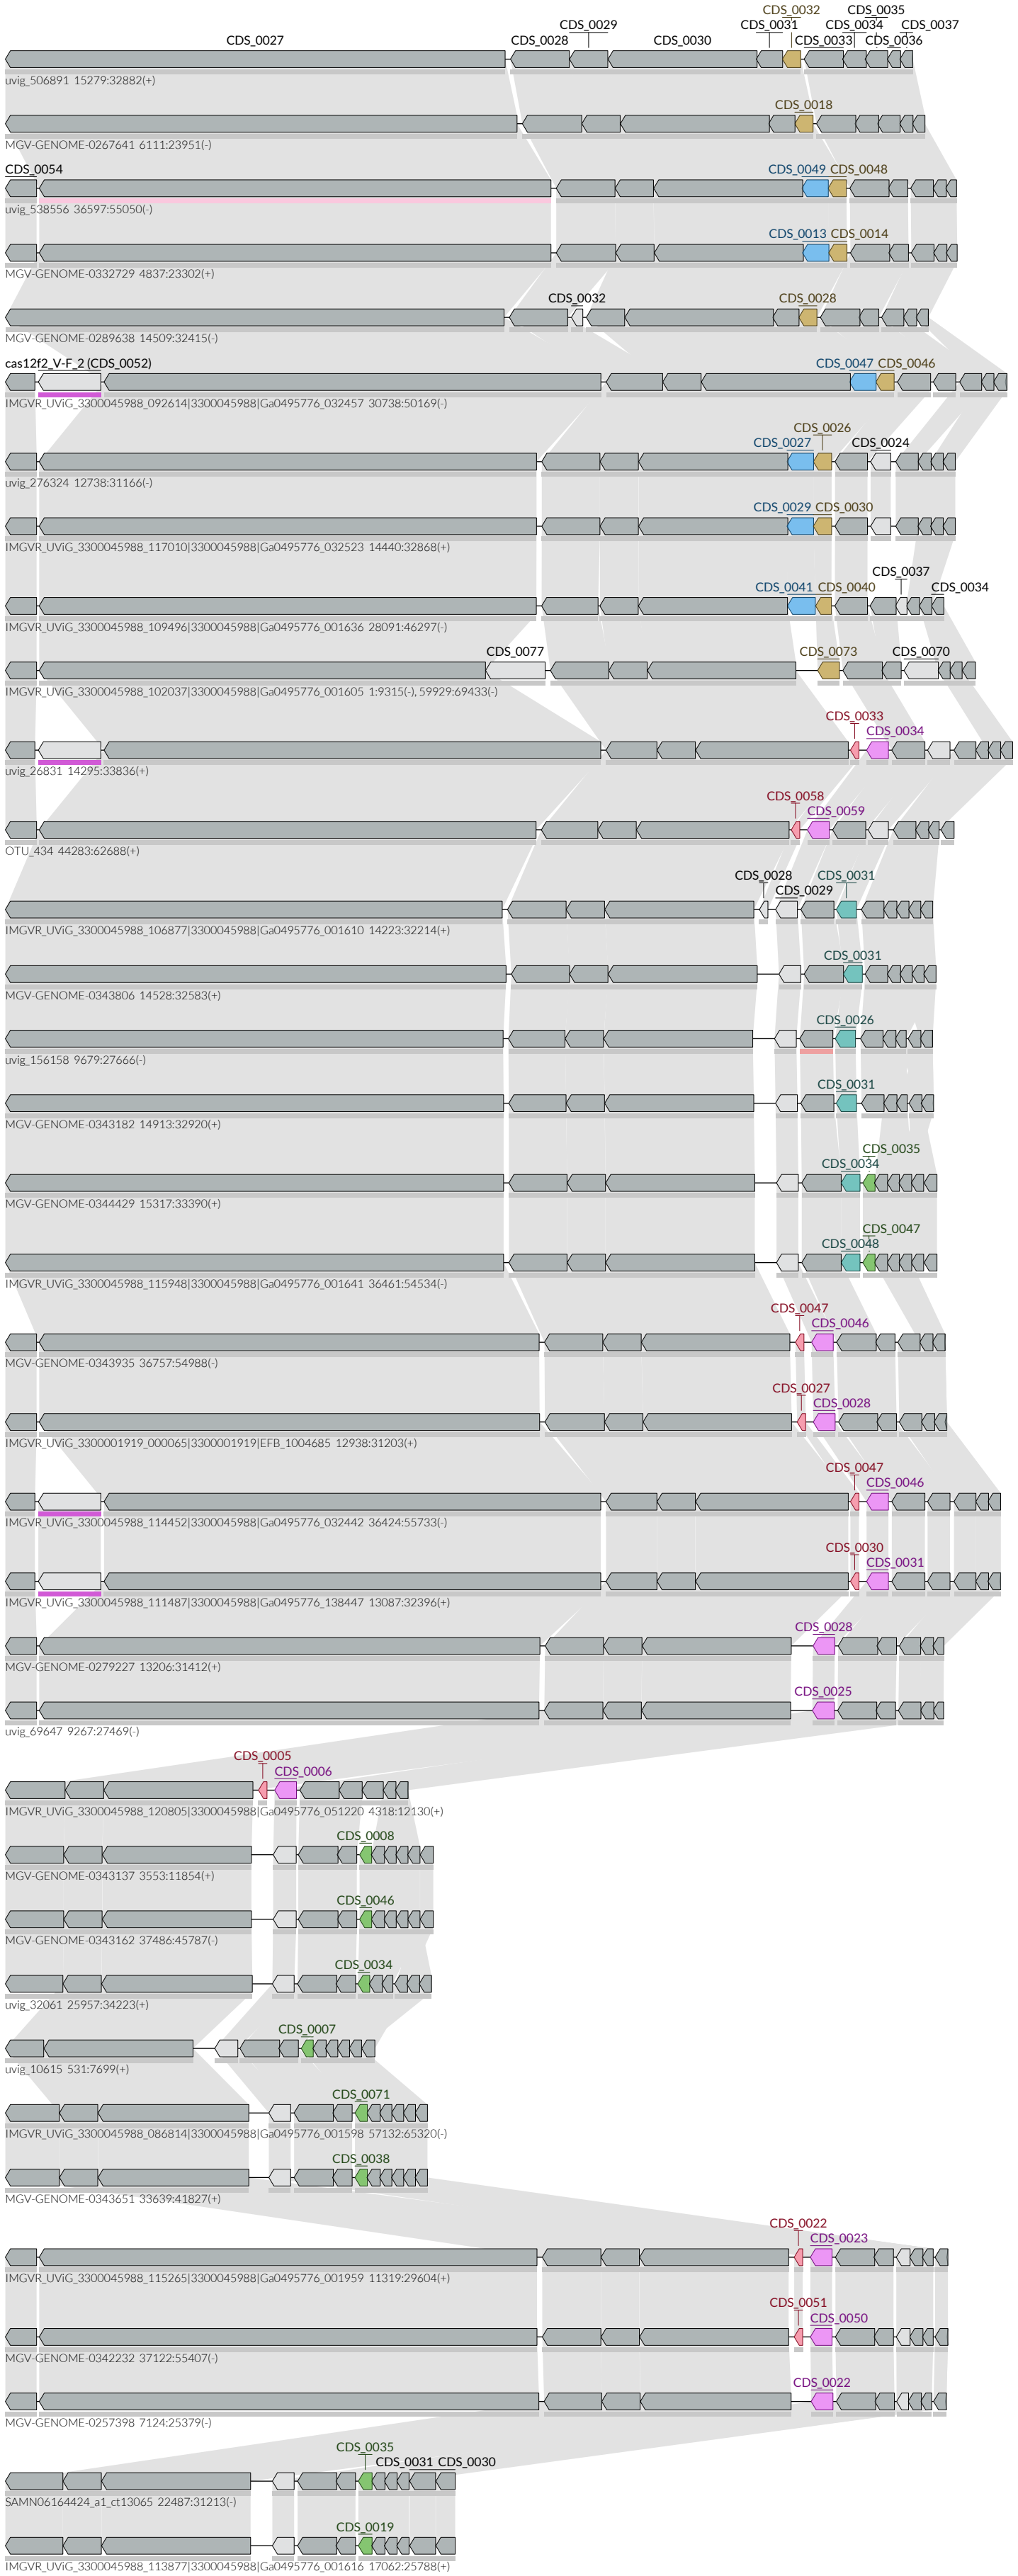 CDS_0032 CDS_0035
CDS_0029 CDS_0031 CDS_0034 CDS_0037
CDS_0027 CDS_0028 CDS_0030 CDS_0033 CDS_0036
uvig_506891 15279:32882(+)
CDS_0018
MGV-GENOME-0267641 6111:23951(-)
CDS_0054 CDS_0049 CDS_0048
uvig_538556 36597:55050(-)
CDS_0013 CDS_0014
MGV-GENOME-0332729 4837:23302(+)
CDS_0032 CDS_0028
MGV-GENOME-0289638 14509:32415(-)
cas12f2_V-F_2 (CDS_0052) CDS_0047 CDS_0046
IMGVR_UViG_3300045988_092614|3300045988|Ga0495776_032457 30738:50169(-)
CDS_0026
CDS_0027 CDS_0024
uvig_276324 12738:31166(-)
CDS_0029 CDS_0030
IMGVR_UViG_3300045988_117010|3300045988|Ga0495776_032523 14440:32868(+)
CDS_0037
CDS_0041 CDS_0040 CDS_0034
IMGVR_UViG_3300045988_109496|3300045988|Ga0495776_001636 28091:46297(-)
CDS_0077 CDS_0073 CDS_0070
IMGVR_UViG_3300045988_102037|3300045988|Ga0495776_001605 1:9315(-), 59929:69433(-)
CDS_0033
CDS_0034
uvig_26831 14295:33836(+)
CDS_0058
CDS_0059
OTU_434 44283:62688(+)
CDS_0028 CDS_0031
CDS_0029
IMGVR_UViG_3300045988_106877|3300045988|Ga0495776_001610 14223:32214(+)
CDS_0031
MGV-GENOME-0343806 14528:32583(+)
CDS_0026
uvig_156158 9679:27666(-)
CDS_0031
MGV-GENOME-0343182 14913:32920(+)
CDS_0035
CDS_0034
MGV-GENOME-0344429 15317:33390(+)
CDS_0047
CDS_0048
IMGVR_UViG_3300045988_115948|3300045988|Ga0495776_001641 36461:54534(-)
CDS_0047
CDS_0046
MGV-GENOME-0343935 36757:54988(-)
CDS_0027
CDS_0028
IMGVR_UViG_3300001919_000065|3300001919|EFB_1004685 12938:31203(+)
CDS_0047
CDS_0046
IMGVR_UViG_3300045988_114452|3300045988|Ga0495776_032442 36424:55733(-)
CDS_0030
CDS_0031
IMGVR_UViG_3300045988_111487|3300045988|Ga0495776_138447 13087:32396(+)
CDS_0028
MGV-GENOME-0279227 13206:31412(+)
CDS_0025
uvig_69647 9267:27469(-)
CDS_0005
CDS_0006
IMGVR_UViG_3300045988_120805|3300045988|Ga0495776_051220 4318:12130(+)
CDS_0008
MGV-GENOME-0343137 3553:11854(+)
CDS_0046
MGV-GENOME-0343162 37486:45787(-)
CDS_0034
uvig_32061 25957:34223(+)
CDS_0007
uvig_10615 531:7699(+)
CDS_0071
IMGVR_UViG_3300045988_086814|3300045988|Ga0495776_001598 57132:65320(-)
CDS_0038
MGV-GENOME-0343651 33639:41827(+)
CDS_0022
CDS_0023
IMGVR_UViG_3300045988_115265|3300045988|Ga0495776_001959 11319:29604(+)
CDS_0051
CDS_0050
MGV-GENOME-0342232 37122:55407(-)
CDS_0022
MGV-GENOME-0257398 7124:25379(-)
CDS_0035
CDS_0031 CDS_0030
SAMN06164424_a1_ct13065 22487:31213(-)
CDS_0019
IMGVR_UViG_3300045988_113877|3300045988|Ga0495776_001616 17062:25788(+)